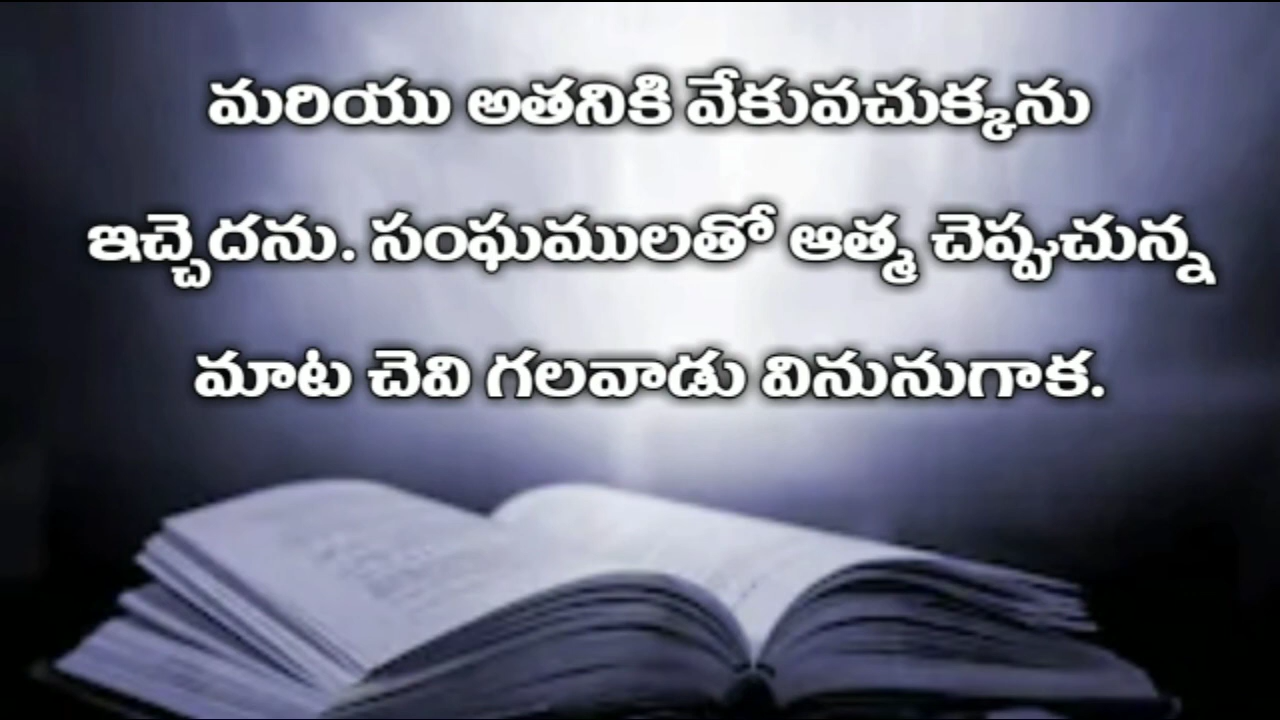 మరియు అతనికి వేకువచుక్కను
ఇచ్చెదను. సంఘములతో ఆత్మ చెప్పుచున్న
మాట చెవి గలవాడు వినునుగాక.